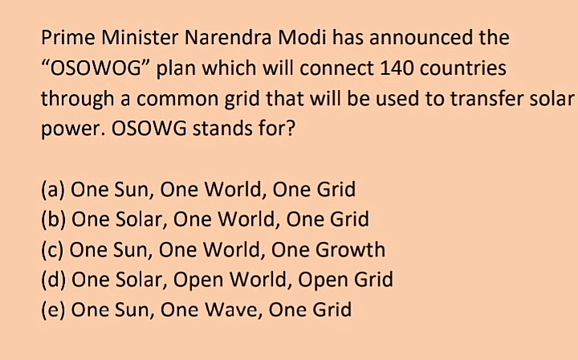 Prime Minister Narendra Modi has announced the
“OSOWOG” plan which will connect 140 countries
through a common grid that will be used to transfer solar
power. OSOWG stands for?
(a) One Sun, One World, One Grid
(b) One Solar, One World, One Grid
(c) One Sun, One World, One Growth
(d) One Solar, Open World, Open Grid
(e) One Sun, One Wave, One Grid